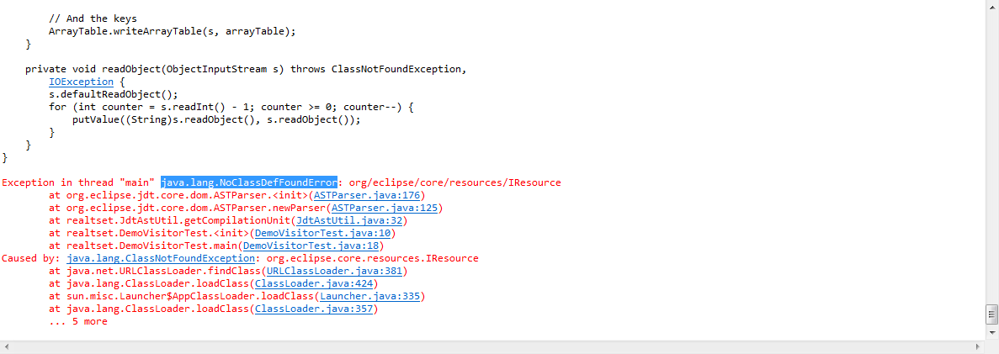 // And the keys
ArrayTable.writeArrayTable(s, arrayTable);
}
private void readObject(ObjectInputStream s) throws ClassNotFoundException,
IOException {
s.defaultReadObject();
for (int counter = s.readInt() - 1; counter >= 0; counter--) {
putValue((String)s.readObject(), s.readObject());
}
}
}
Exception in thread "main" java.lang.NoClassDefFoundError: org/eclipse/core/resources/IResource
at org.eclipse.jdt.core.dom.ASTParser.<init>(ASTParser.java:176)
at org.eclipse.jdt.core.dom.ASTParser.newParser(ASTParser.java:125)
at realtset.JdtAstUtil.getCompilationUnit(JdtAstUtil.java:32)
at realtset.DemoVisitorTest.<init>(DemoVisitorTest.java:10)
at realtset.DemoVisitorTest.main(DemoVisitorTest.java:18)
Caused by: java.lang.ClassNotFoundException: org.eclipse.core.resources.IResource
at java.net.URLClassLoader.findClass(URLClassLoader.java:381)
at java.lang.ClassLoader.loadClass(ClassLoader.java:424)
at sun.misc.Launcher$AppClassLoader.loadClass(Launcher.java:335)
at java.lang.ClassLoader.loadClass(ClassLoader.java:357)
... 5 more